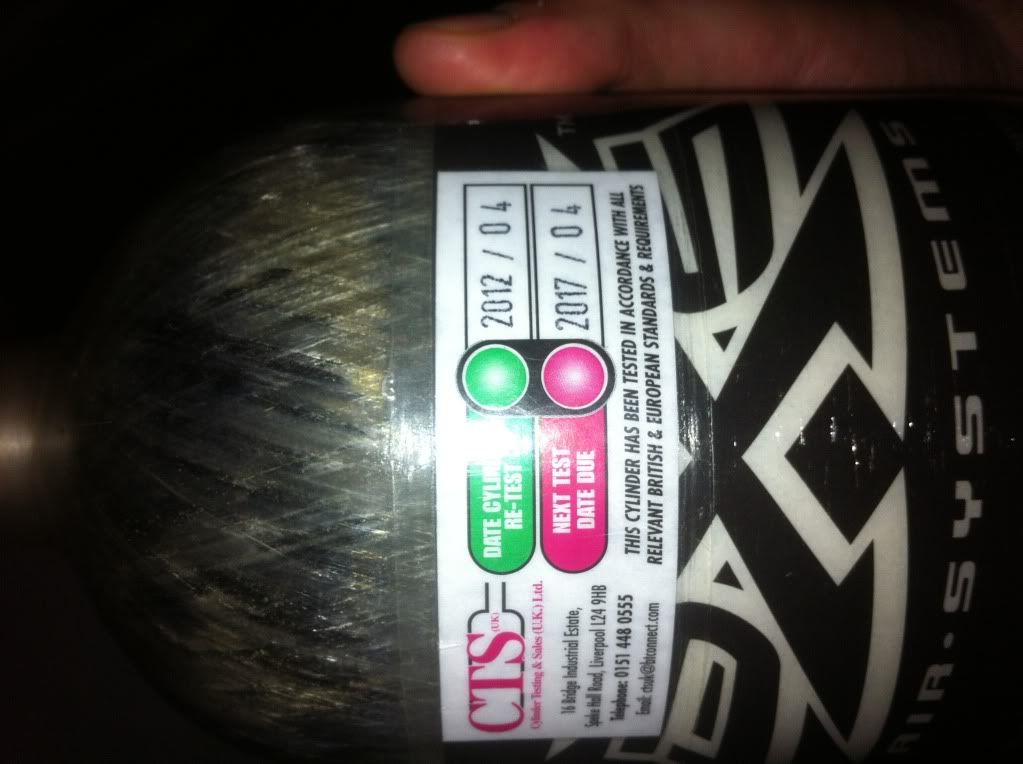 CTS (UK)
Cylinder Testing & Sales (U.K.) Ltd.
16 Bridge Industrial Estate,
Speke Hall Road, Liverpool L24 9HB
Telephone: 0151 448 0555
Email: ctsuk@btconnect.com
DATE CYLINDER
RE-TEST
2012 / 04
NEXT TEST
DATE DUE
2017 / 04
THIS CYLINDER HAS BEEN TESTED IN ACCORDANCE WITH ALL
RELEVANT BRITISH & EUROPEAN STANDARDS & REQUIREMENTS
TM
AIR·SYSTEMS